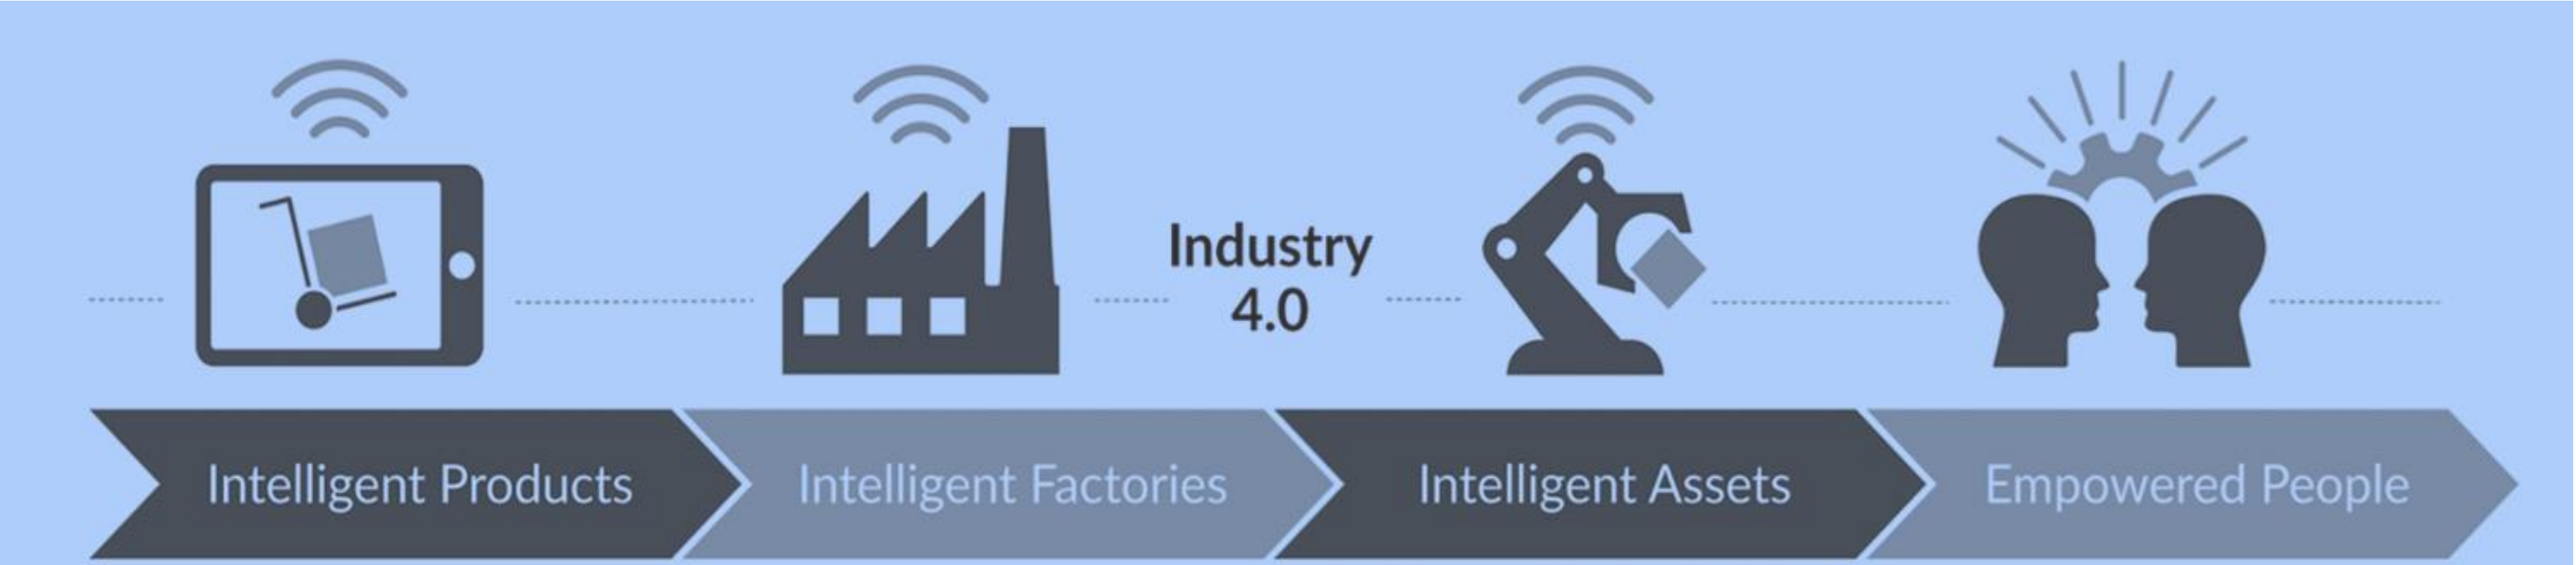 Industry
4.0
Intelligent Products
Intelligent Factories
Intelligent Assets
Empowered People